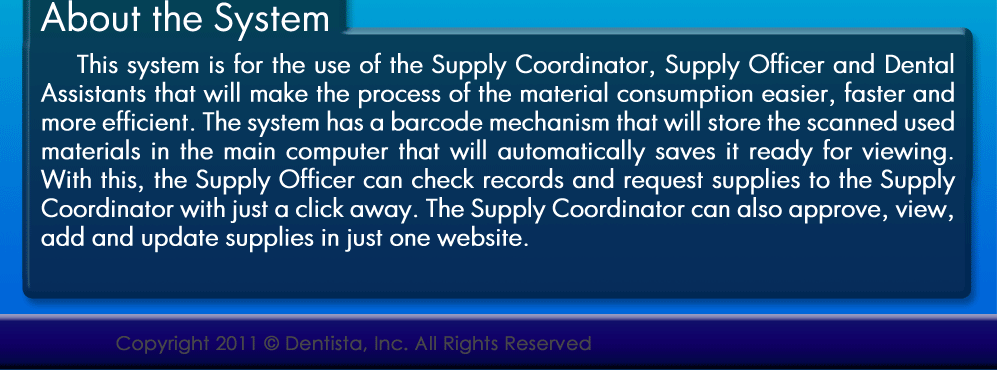 About the System
This system is for the use of the Supply Coordinator, Supply Officer and Dental
Assistants that will make the process of the material consumption easier, faster and
more efficient. The system has a barcode mechanism that will store the scanned used
materials in the main computer that will automatically saves it ready for viewing.
With this, the Supply Officer can check records and request supplies to the Supply
Coordinator with just a click away. The Supply Coordinator can also approve, view,
add and update supplies in just one website.
Copyright 2011 © Dentista, Inc. All Rights Reserved